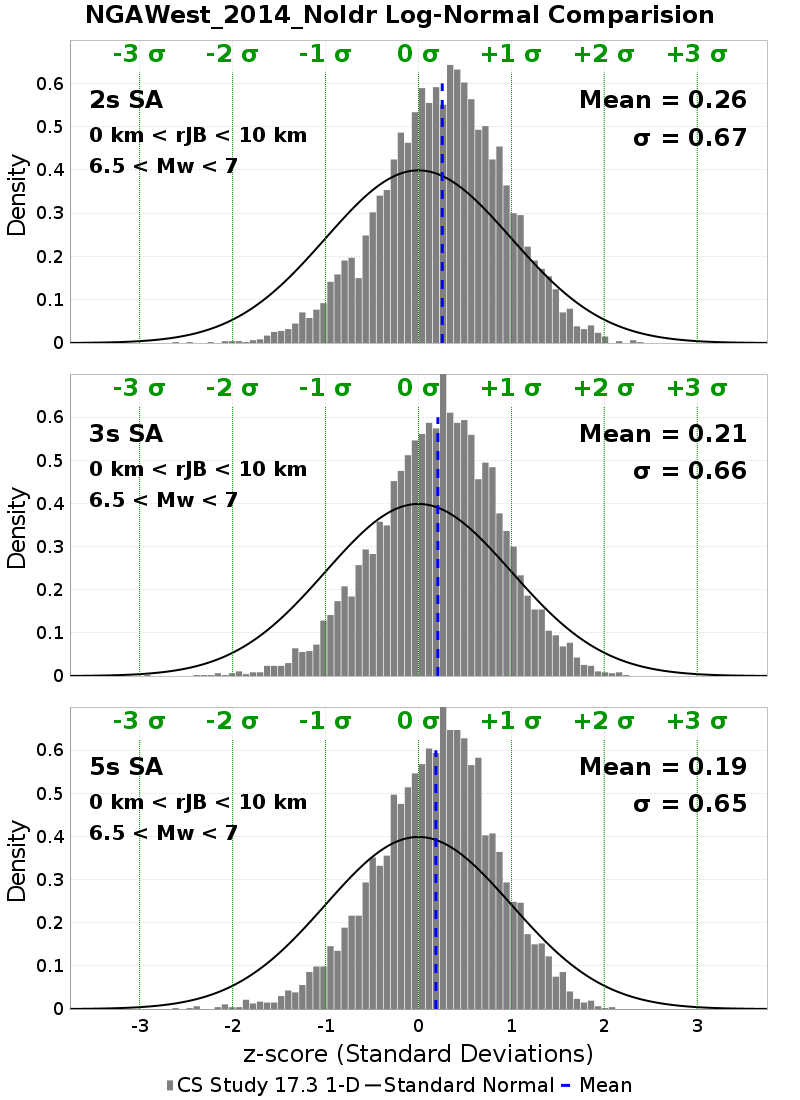 NGAWest_2014_NoIdr Log-Normal Comparision
-3 σ -2 σ -1 σ 0 σ +1 σ +2 σ +3 σ
2s SA
Mean = 0.26
0 km < rJB < 10 km
σ = 0.67
6.5 < Mw < 7
Density
0.6
0.5
0.4
0.3
0.2
0.1
0
-3 σ -2 σ -1 σ 0 σ +1 σ +2 σ +3 σ
3s SA
Mean = 0.21
0 km < rJB < 10 km
σ = 0.66
6.5 < Mw < 7
Density
0.6
0.5
0.4
0.3
0.2
0.1
0
-3 σ -2 σ -1 σ 0 σ +1 σ +2 σ +3 σ
5s SA
Mean = 0.19
0 km < rJB < 10 km
σ = 0.65
6.5 < Mw < 7
Density
0.6
0.5
0.4
0.3
0.2
0.1
0
-3 -2 -1 0 1 2 3
z-score (Standard Deviations)
CS Study 17.3 1-D Standard Normal Mean